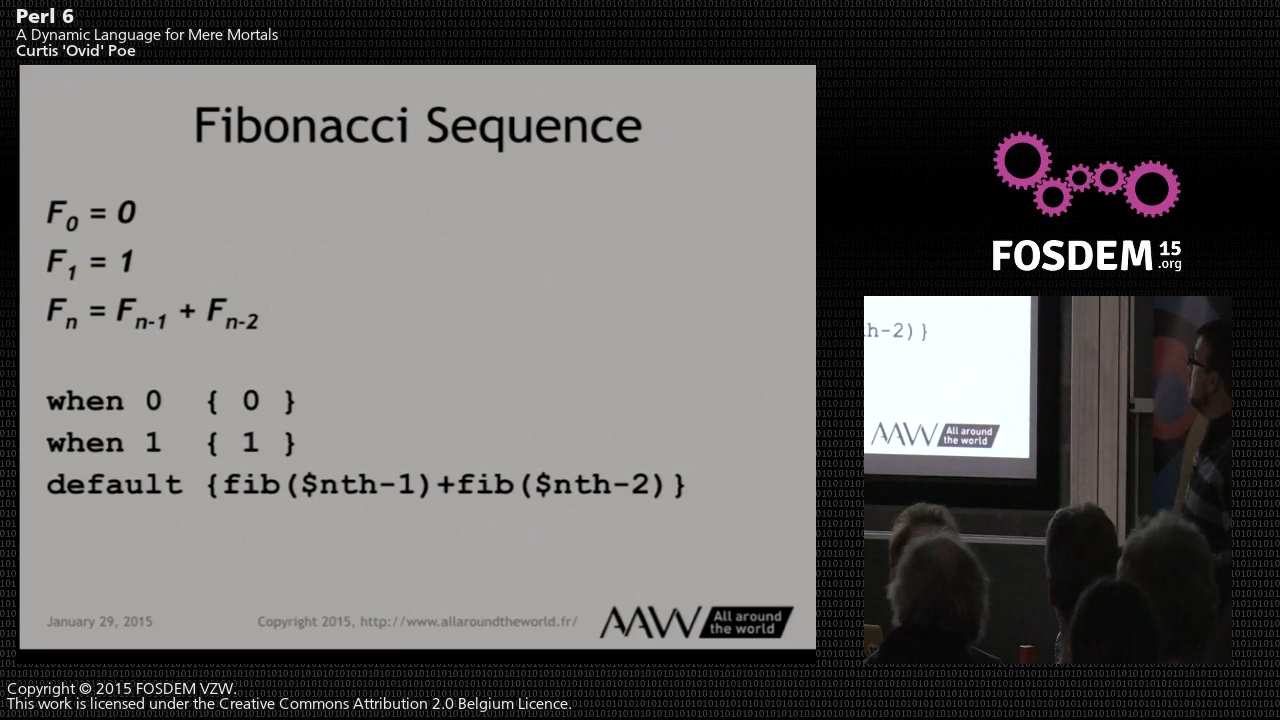 Perl 6
A Dynamic Language for Mere Mortals
Curtis 'Ovid' Poe
Fibonacci Sequence
F0 = 0
F1 = 1
Fn = Fn-1 + Fn-2
when 0 { 0 }
when 1 { 1 }
default {fib($nth-1)+fib($nth-2)}
January 29, 2015
Copyright 2015, http://www.allaroundtheworld.fr/
AAW All around
the world
FOSDEM 15
.org
h-2)}
AAW All around
the world
Copyright © 2015 FOSDEM VZW.
This work is licensed under the Creative Commons Attribution 2.0 Belgium Licence.